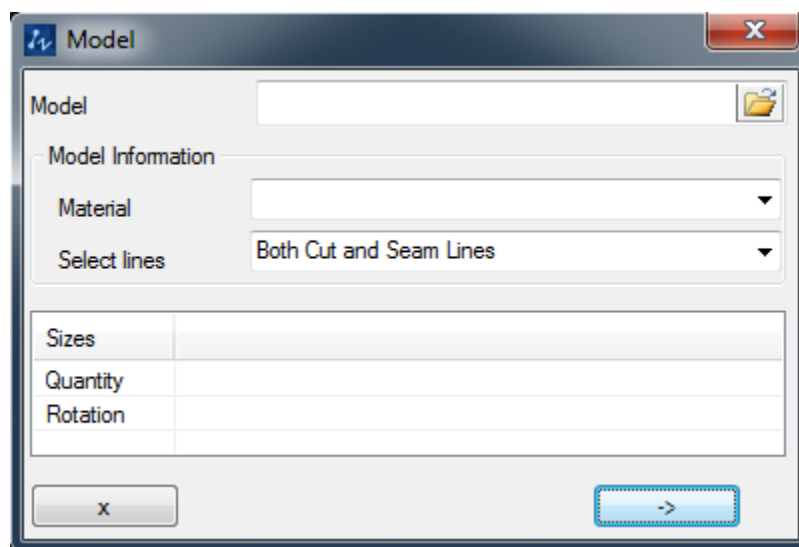 Model
Model
Model Information
Material
Select lines Both Cut and Seam Lines
Sizes
Quantity
Rotation
x ->